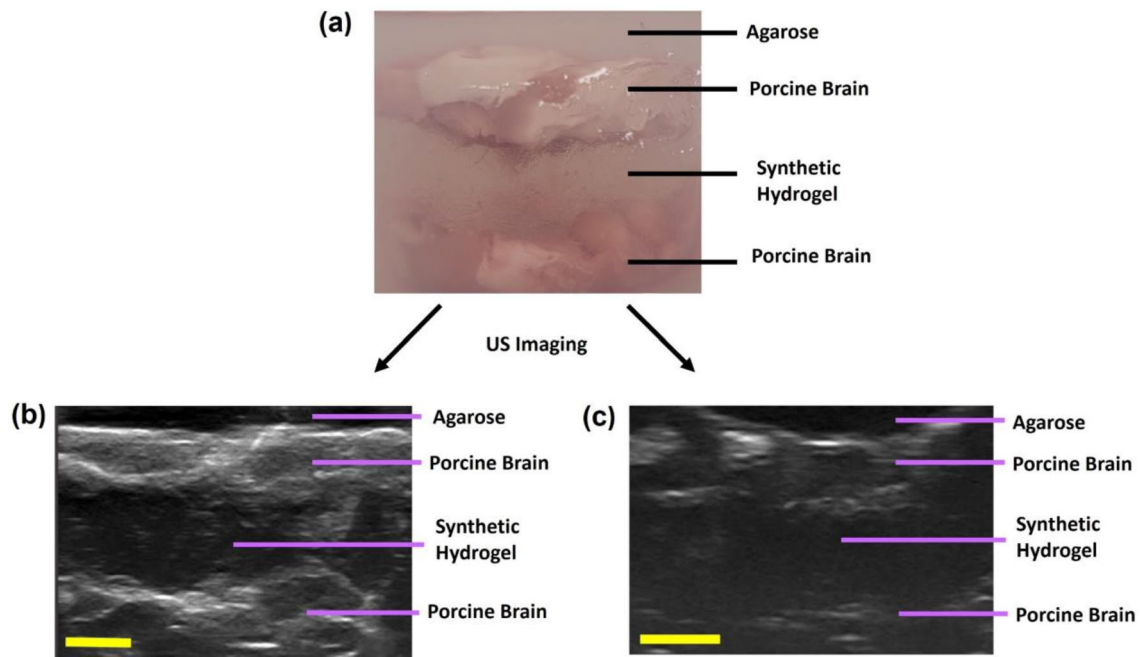 (a)
Agarose
Porcine Brain
Synthetic
Hydrogel
Porcine Brain
US Imaging
(b)
Agarose
Porcine Brain
Synthetic
Hydrogel
Porcine Brain
(c)
Agarose
Porcine Brain
Synthetic
Hydrogel
Porcine Brain